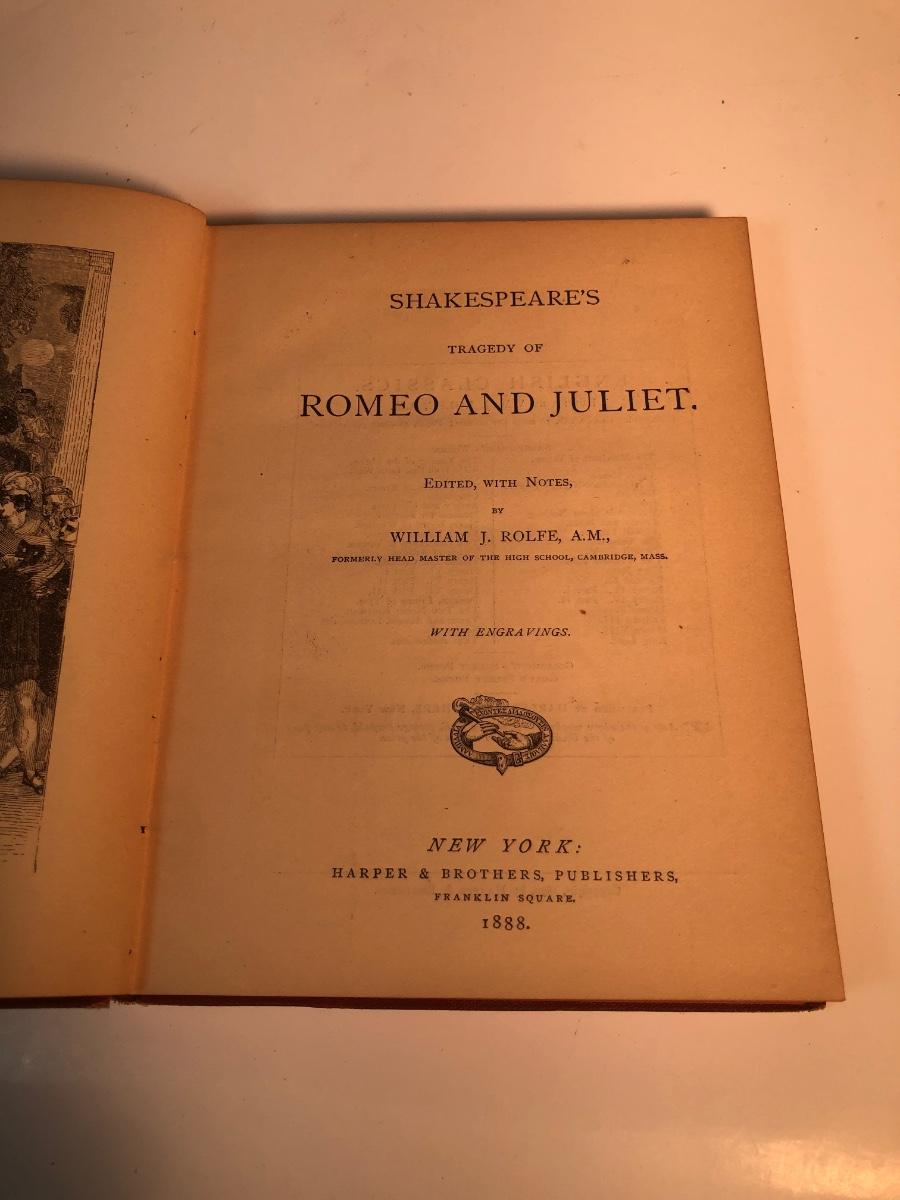 SHAKESPEARE'S
TRAGEDY OF
ROMEO AND JULIET.
EDITED, WITH NOTES,
BY
WILLIAM J. ROLFE, A.M.,
FORMERLY HEAD MASTER OF THE HIGH SCHOOL, CAMBRIDGE, MASS.
WITH ENGRAVINGS.
NEW YORK:
HARPER & BROTHERS, PUBLISHERS,
FRANKLIN SQUARE.
1888.